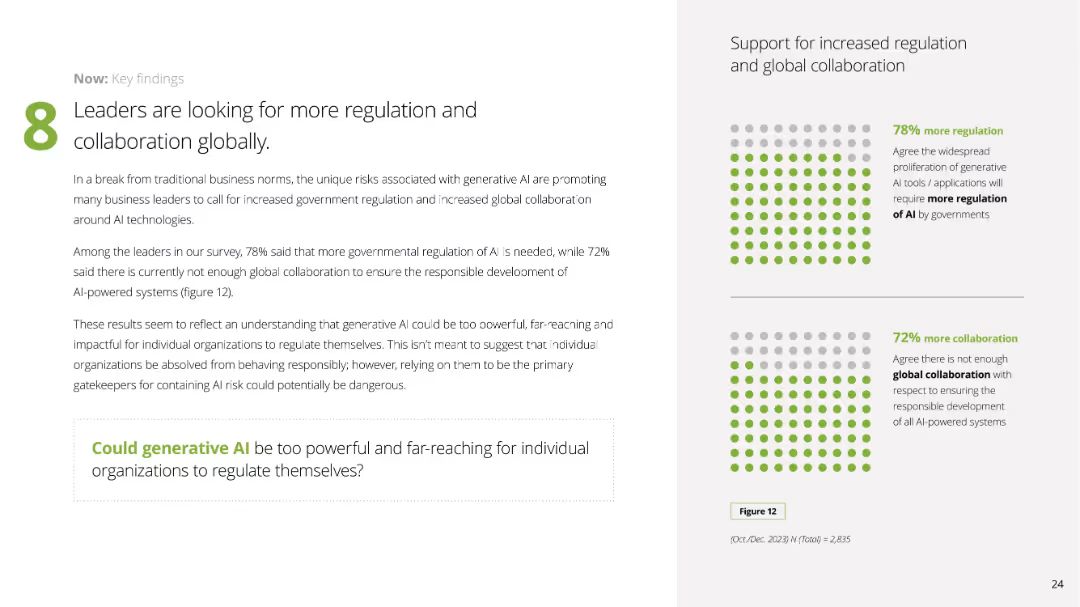 Now: Key findings
8
Leaders are looking for more regulation and
collaboration globally.
In a break from traditional business norms, the unique risks associated with generative AI are prompting
many business leaders to call for increased government regulation and increased global collaboration
around AI technologies.
Among the leaders in our survey, 78% said that more governmental regulation of AI is needed, while 72%
said there is currently not enough global collaboration to ensure the responsible development of
AI-powered systems (figure 12).
These results seem to reflect an understanding that generative AI could be too powerful, far-reaching and
impactful for individual organizations to regulate themselves. This isn't meant to suggest that individual
organizations be absolved from behaving responsibly; however, relying on them to be the primary
gatekeepers for containing AI risk could potentially be dangerous.
Could generative AI be too powerful and far-reaching for individual
organizations to regulate themselves?
Support for increased regulation
and global collaboration
78% more regulation
Agree the widespread
proliferation of generative
AI tools / applications will
require more regulation
of AI by governments
72% more collaboration
Agree there is not enough
global collaboration with
respect to ensuring the
responsible development
of all AI-powered systems
Figure 12
(Oct./Dec. 2023) N (Total) = 2,835
24